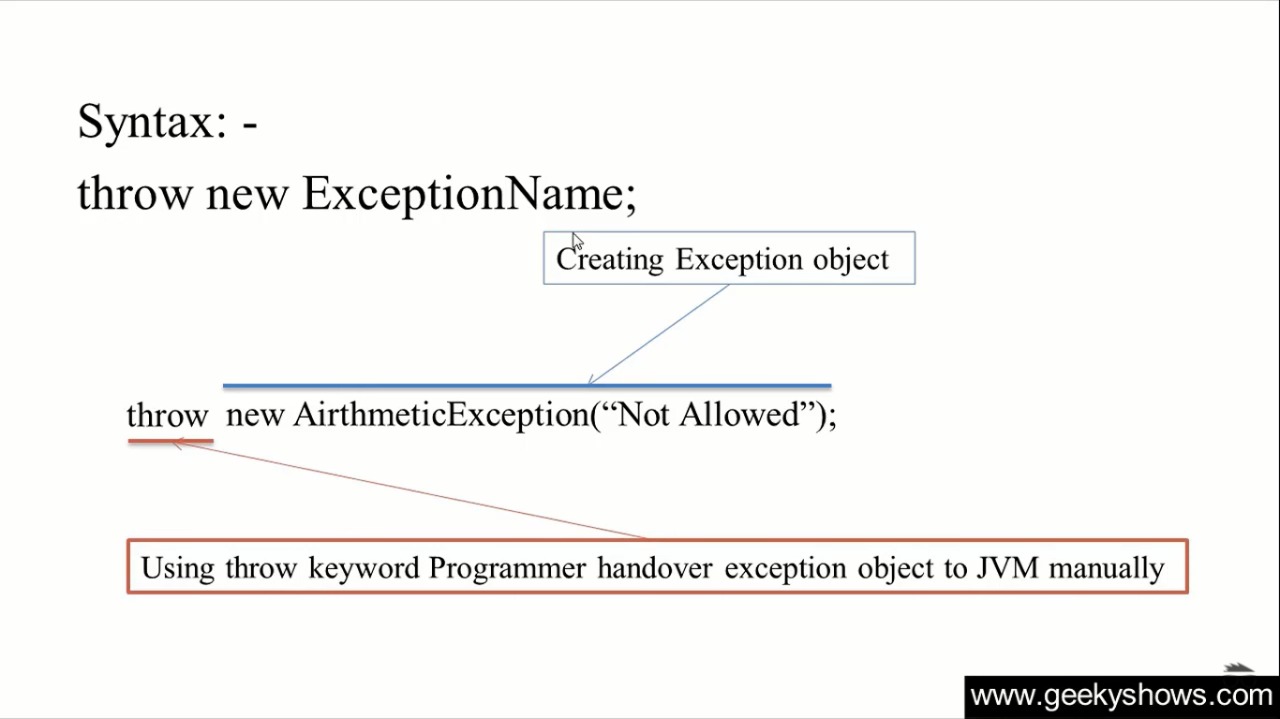 Syntax: -
throw new ExceptionName;
Creating Exception object
throw new AirthmeticException(“Not Allowed”);
Using throw keyword Programmer handover exception object to JVM manually
www.geekyshows.com